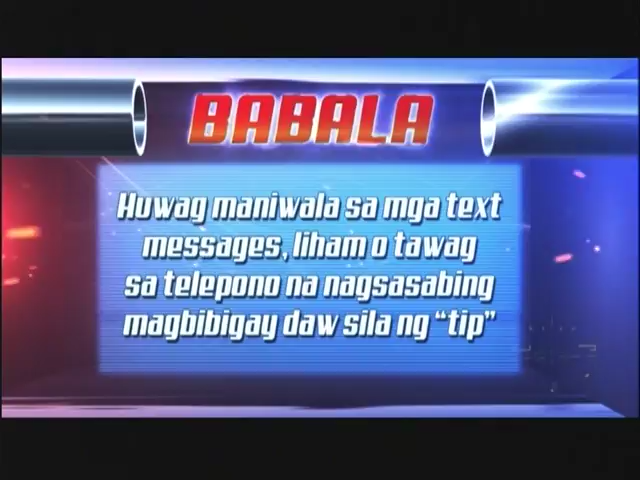 BABALA
Huwag maniwala sa mga text
messages, liham o tawag
sa telepono na nagsasabing
magbibigay daw sila ng “tip”